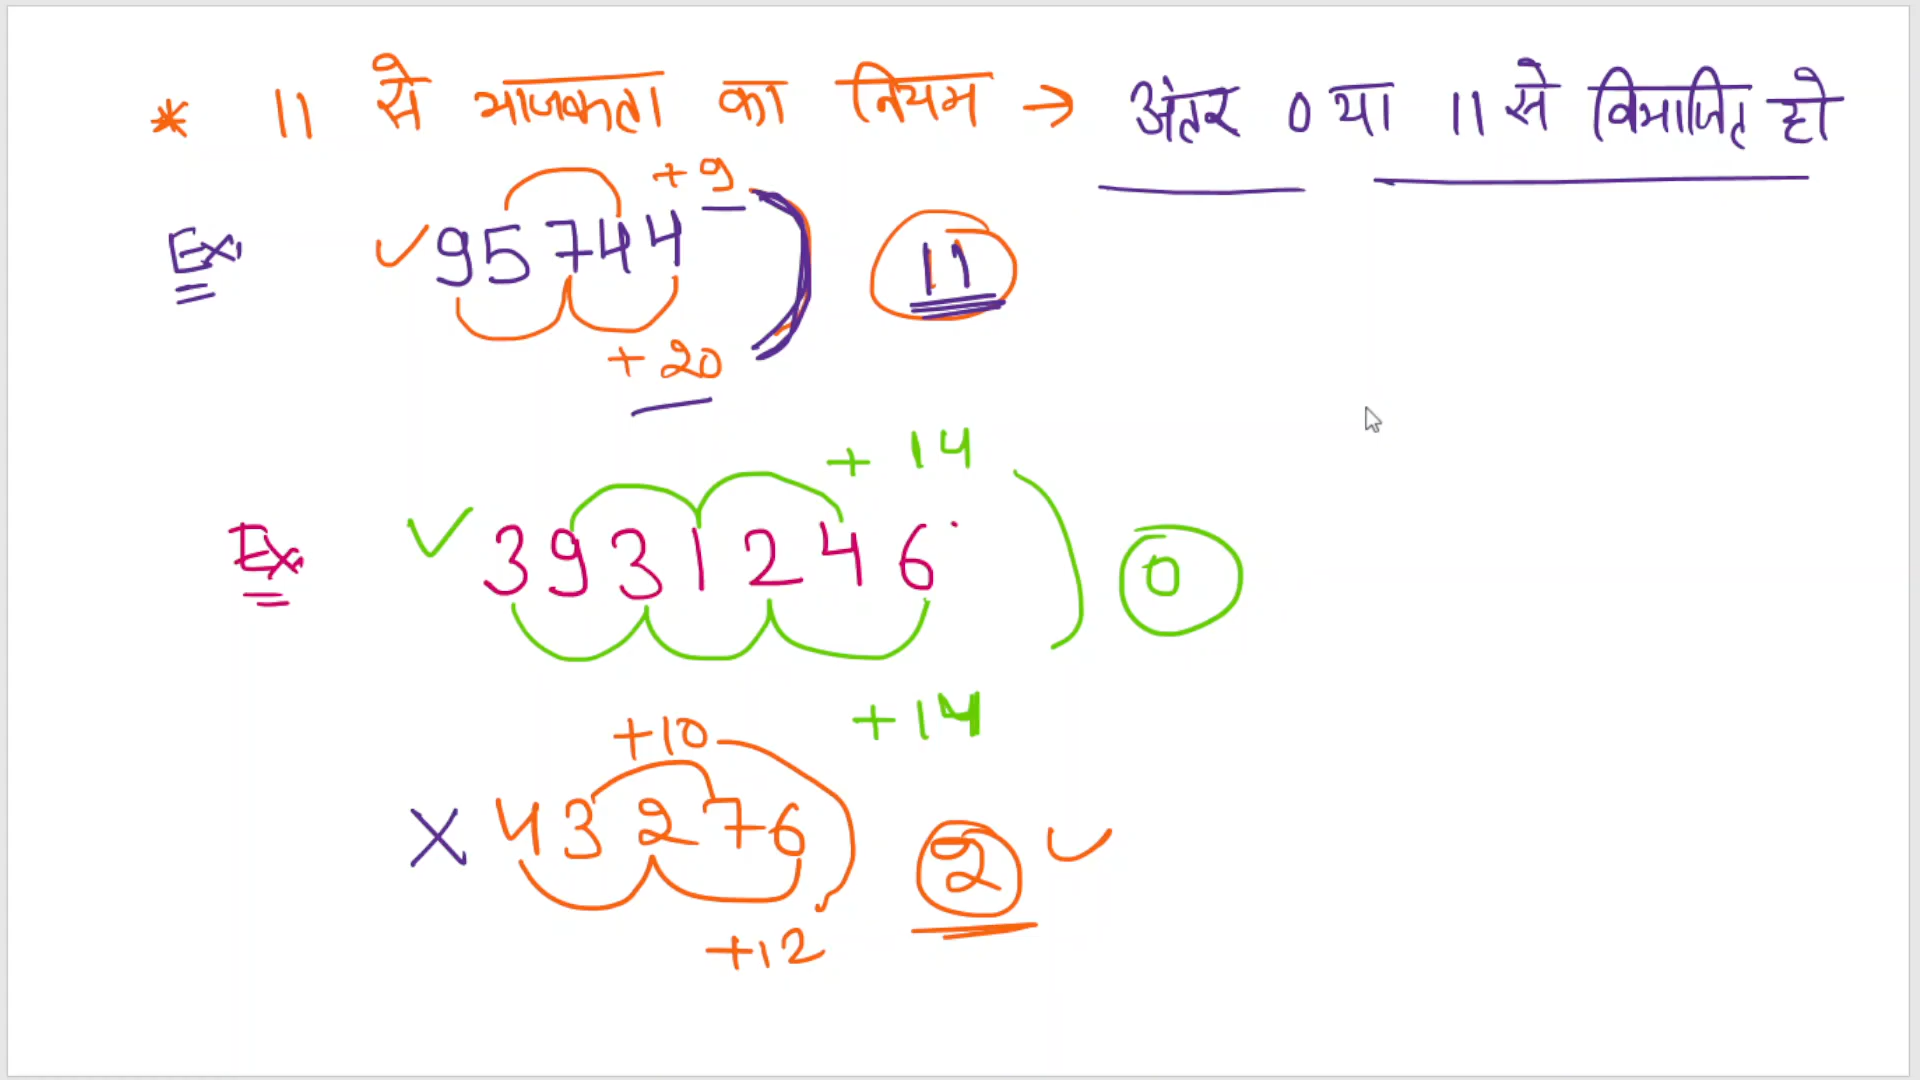 * 11 से भाजकता का नियम → अंतर 0 या 11 से विभाजित हो
+ 9
Ex. ✓ 95744 11
+ 20
+ 14
Ex. ✓ 3931246 0
+ 14
+10
X 43276 2 ✓
+12